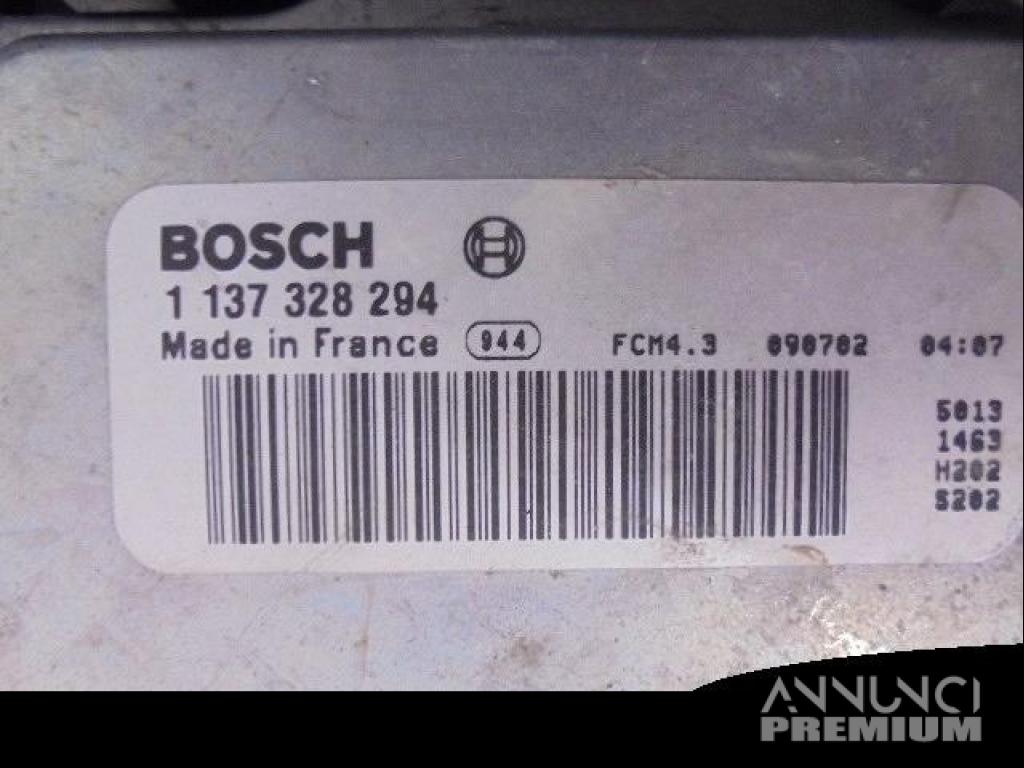 BOSCH
1 137 328 294
Made in France 944 FCM4.3 090702 04:07
5013
1463
H202
S202
ANNUNCI
PREMIUM